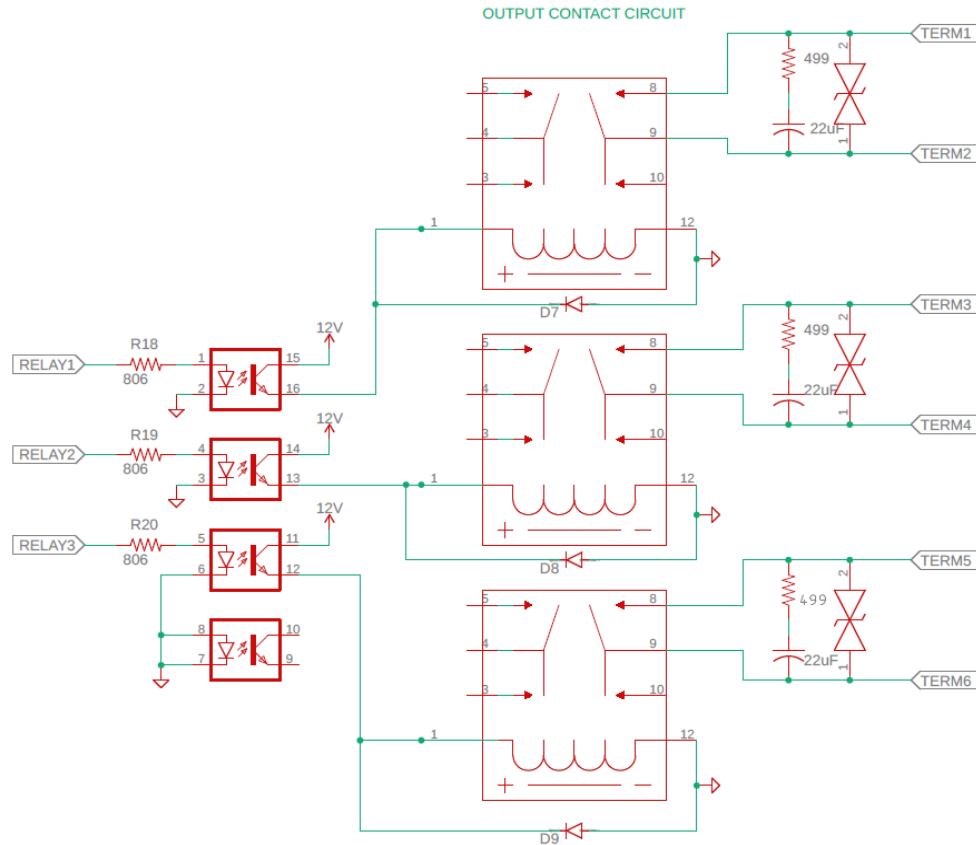 OUTPUT CONTACT CIRCUIT
TERM1
2
499
5
8
22uF
4
9
1
TERM2
3
10
1
12
D7
TERM3
2
499
12V
R18
5
8
RELAY1
1
15
806
22uF
2
16
4
9
1
TERM4
12V
R19
3
10
RELAY2
4
14
806
3
13
1
12
12V
R20
RELAY3
5
11
806
D8
TERM5
2
6
12
499
5
8
8
10
4
9
22uF
7
9
1
TERM6
3
10
1
12
D9